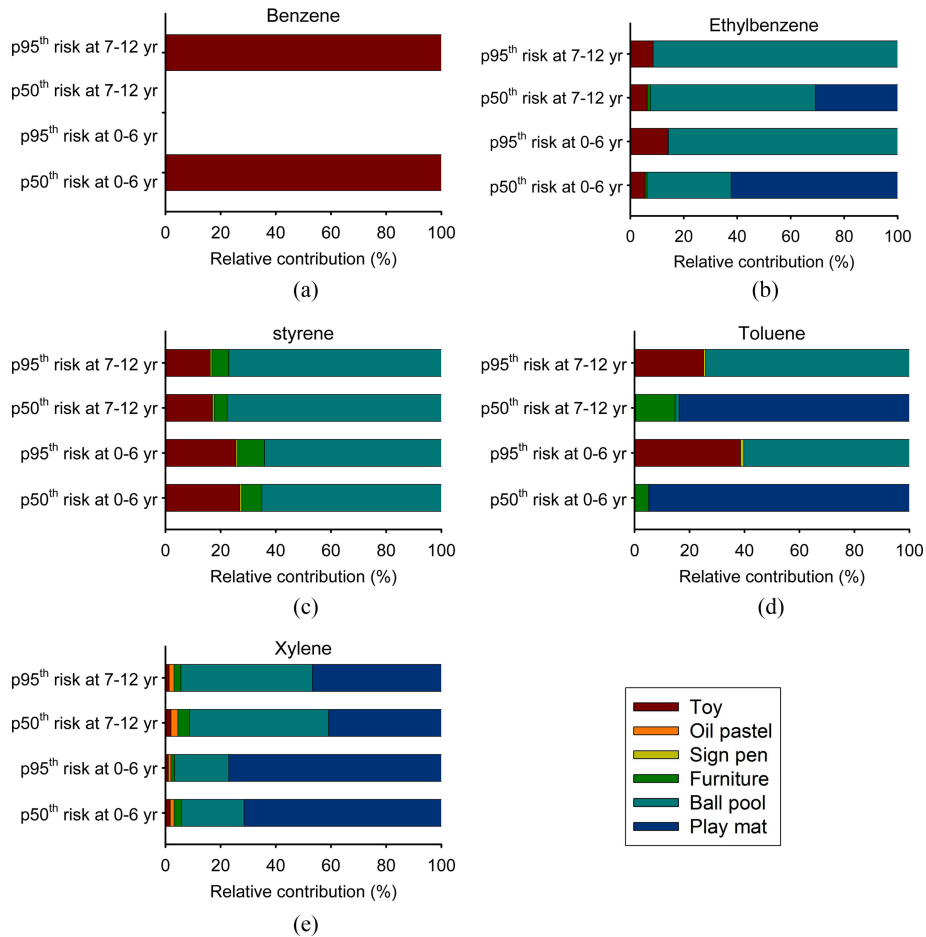 Benzene
p95th risk at 7-12 yr
p50th risk at 7-12 yr
p95th risk at 0-6 yr
p50th risk at 0-6 yr
0 20 40 60 80 100
Relative contribution (%)
(a)
Ethylbenzene
p95th risk at 7-12 yr
p50th risk at 7-12 yr
p95th risk at 0-6 yr
p50th risk at 0-6 yr
0 20 40 60 80 100
Relative contribution (%)
(b)
styrene
p95th risk at 7-12 yr
p50th risk at 7-12 yr
p95th risk at 0-6 yr
p50th risk at 0-6 yr
0 20 40 60 80 100
Relative contribution (%)
(c)
Toluene
p95th risk at 7-12 yr
p50th risk at 7-12 yr
p95th risk at 0-6 yr
p50th risk at 0-6 yr
0 20 40 60 80 100
Relative contribution (%)
(d)
Xylene
p95th risk at 7-12 yr
p50th risk at 7-12 yr
p95th risk at 0-6 yr
p50th risk at 0-6 yr
0 20 40 60 80 100
Relative contribution (%)
(e)
Toy
Oil pastel
Sign pen
Furniture
Ball pool
Play mat